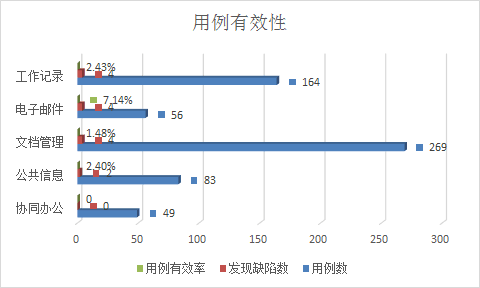 用例有效性
工作记录 2.43% 4 164
电子邮件 7.14% 4 56
文档管理 1.48% 4 269
公共信息 2.40% 2 83
协同办公 0 0 49
0 50 100 150 200 250 300
用例有效率 发现缺陷数 用例数